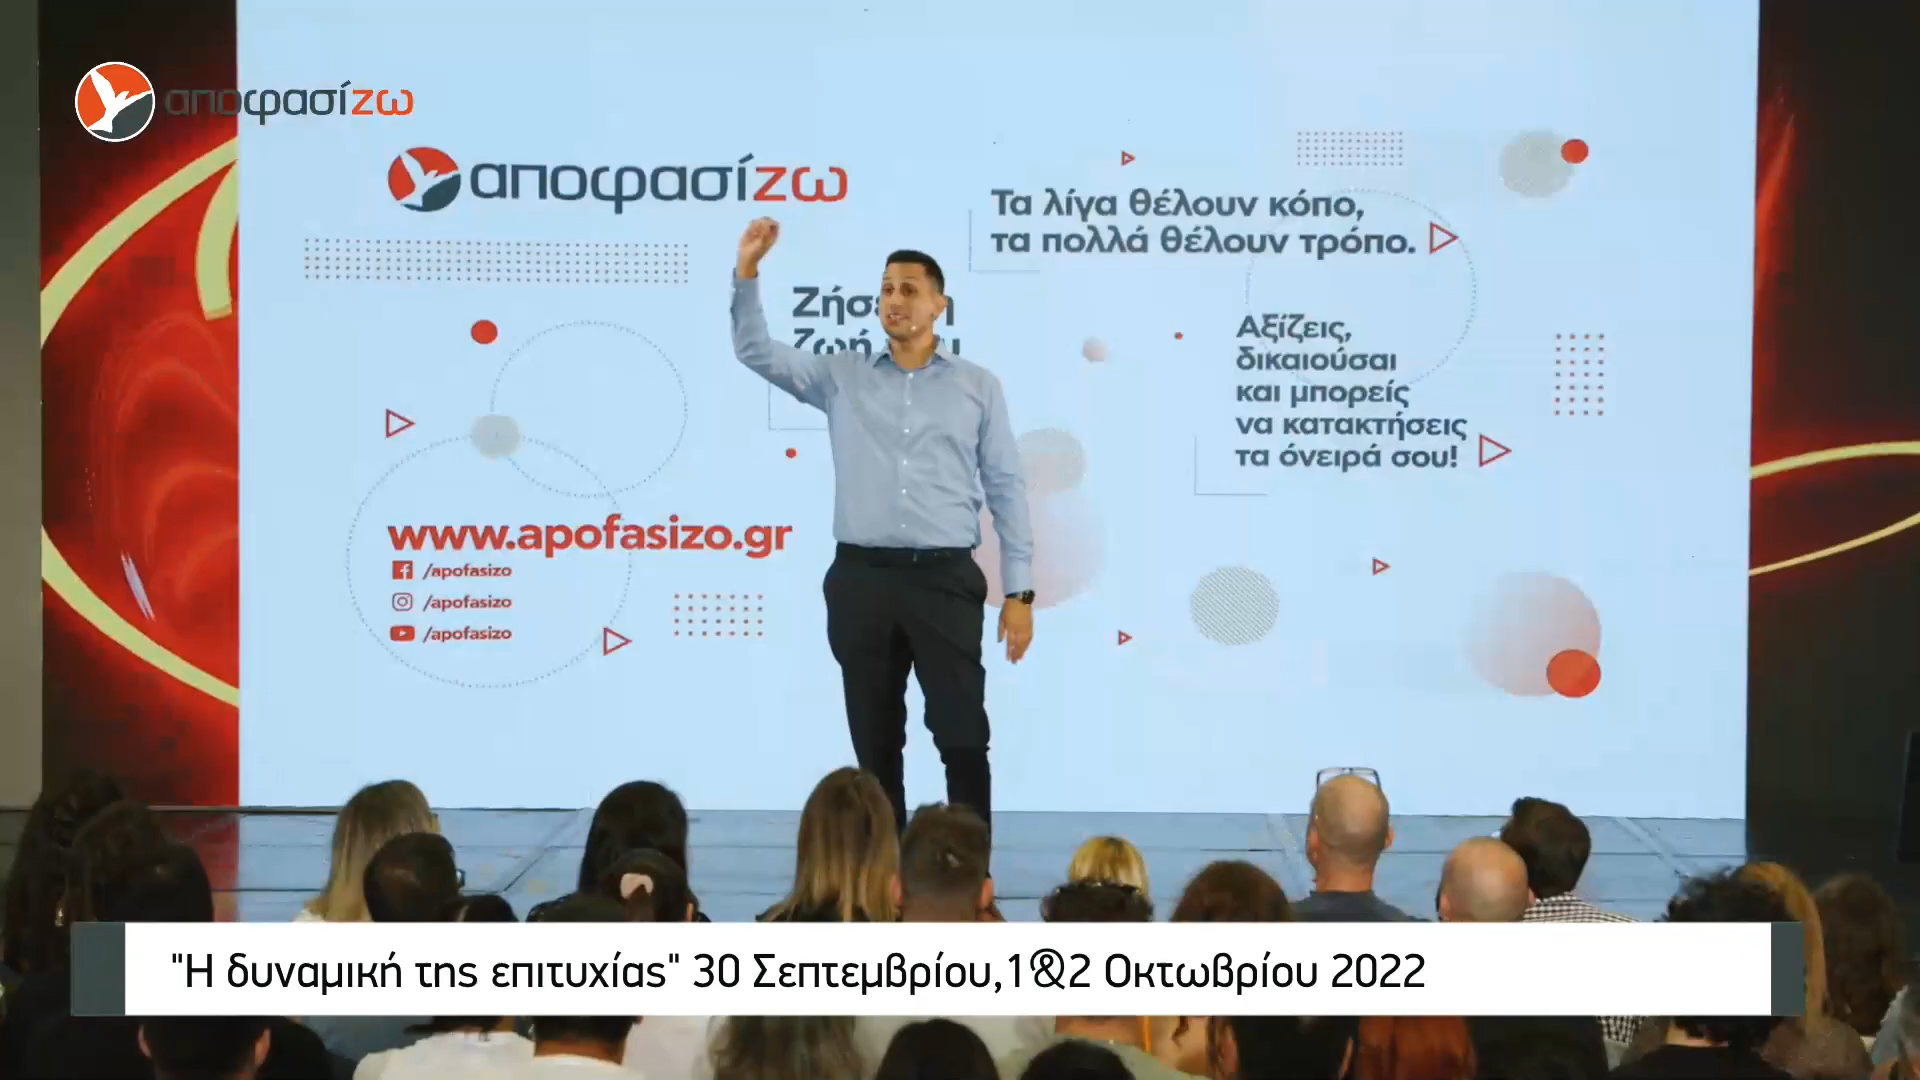 αποφασίζω
αποφασίζω
Τα λίγα θέλουν κόπο,
τα πολλά θέλουν τρόπο.
Αξίζεις,
δικαιούσαι
και μπορείς
να κατακτήσεις
τα όνειρά σου!
www.apofasizo.gr
/apofasizo
/apofasizo
/apofasizo
"Η δυναμική της επιτυχίας" 30 Σεπτεμβρίου,1&2 Οκτωβρίου 2022